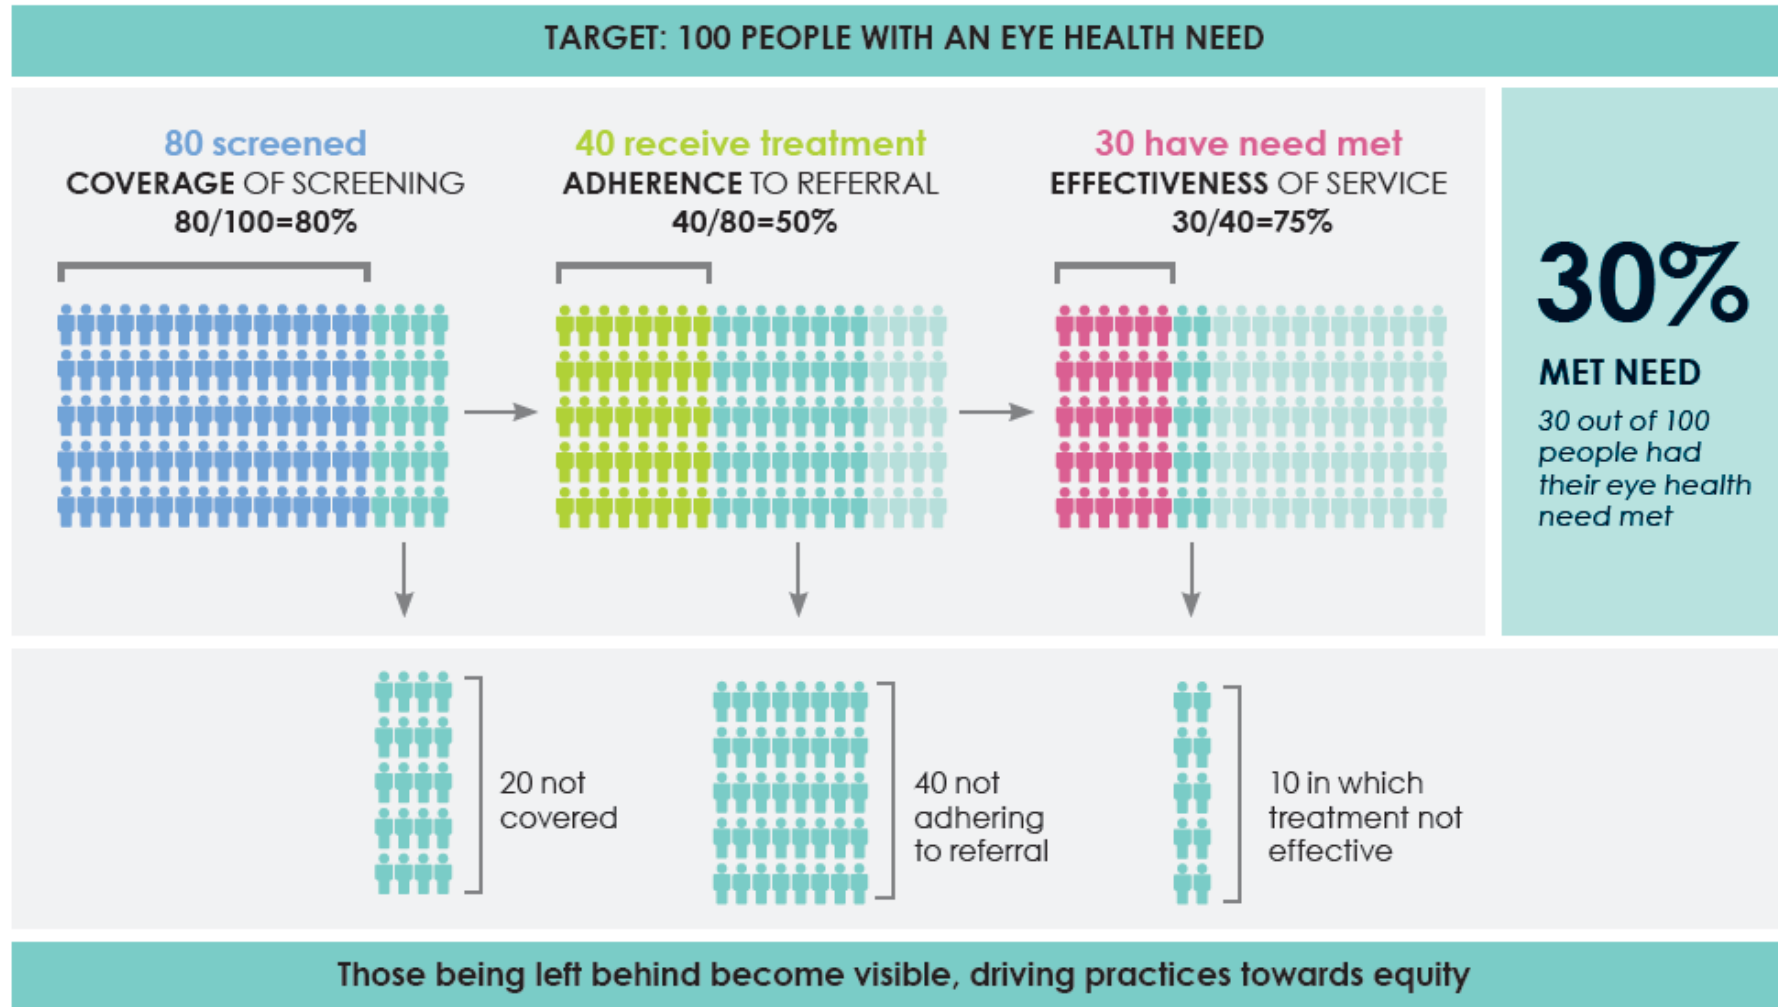 TARGET: 100 PEOPLE WITH AN EYE HEALTH NEED
80 screened
COVERAGE OF SCREENING
80/100=80%
40 receive treatment
ADHERENCE TO REFERRAL
40/80=50%
30 have need met
EFFECTIVENESS OF SERVICE
30/40=75%
30%
MET NEED
30 out of 100
people had
their eye health
need met
20 not
covered
40 not
adhering
to referral
10 in which
treatment not
effective
Those being left behind become visible, driving practices towards equity